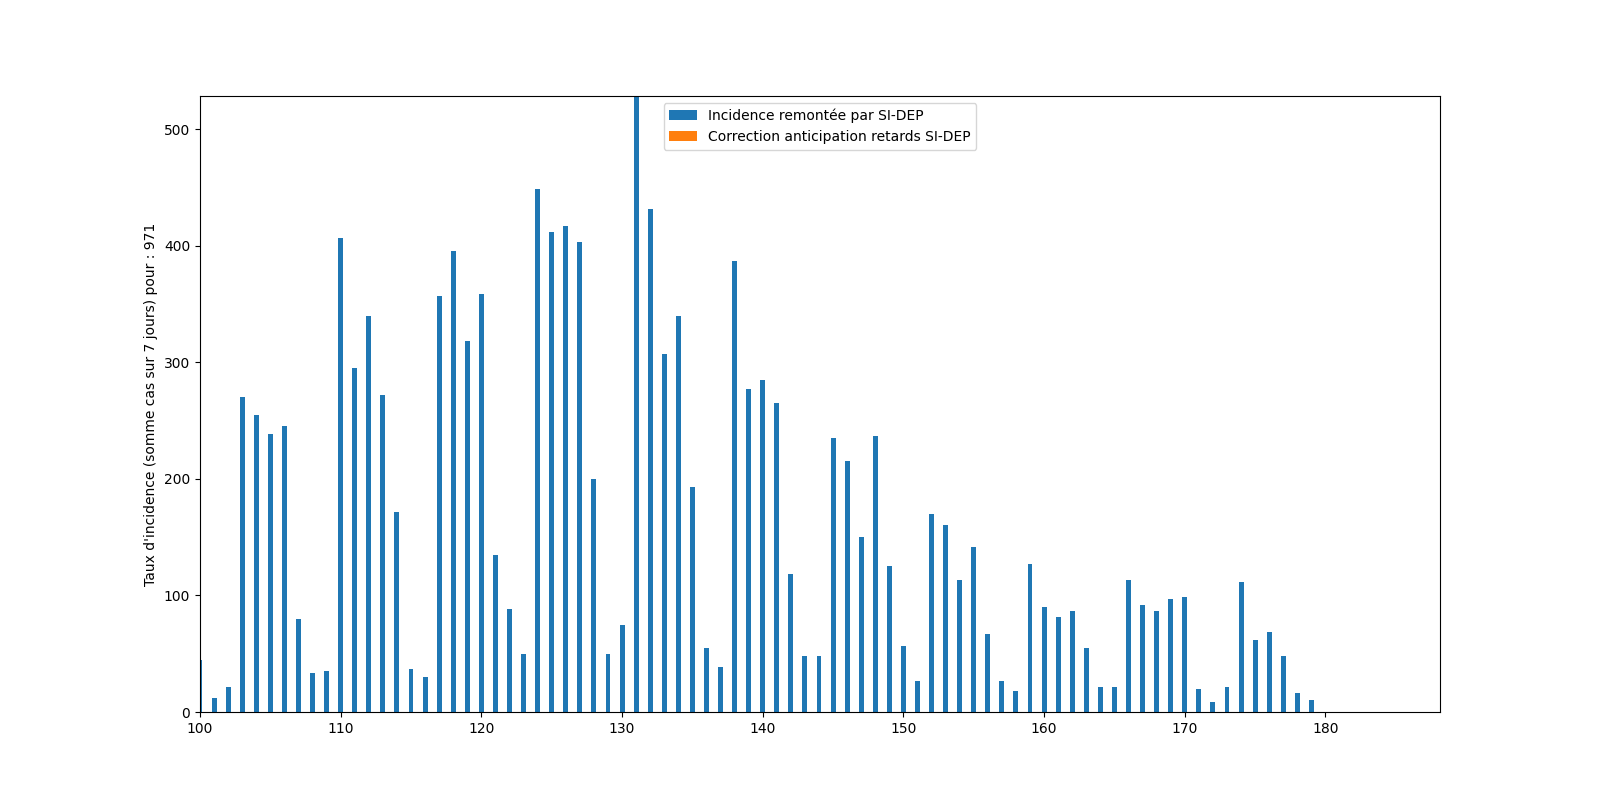 Incidence remontée par SI-DEP
Correction anticipation retards SI-DEP
Taux d'incidence (somme cas sur 7 jours) pour : 971
500
400
300
200
100
0
100 110 120 130 140 150 160 170 180